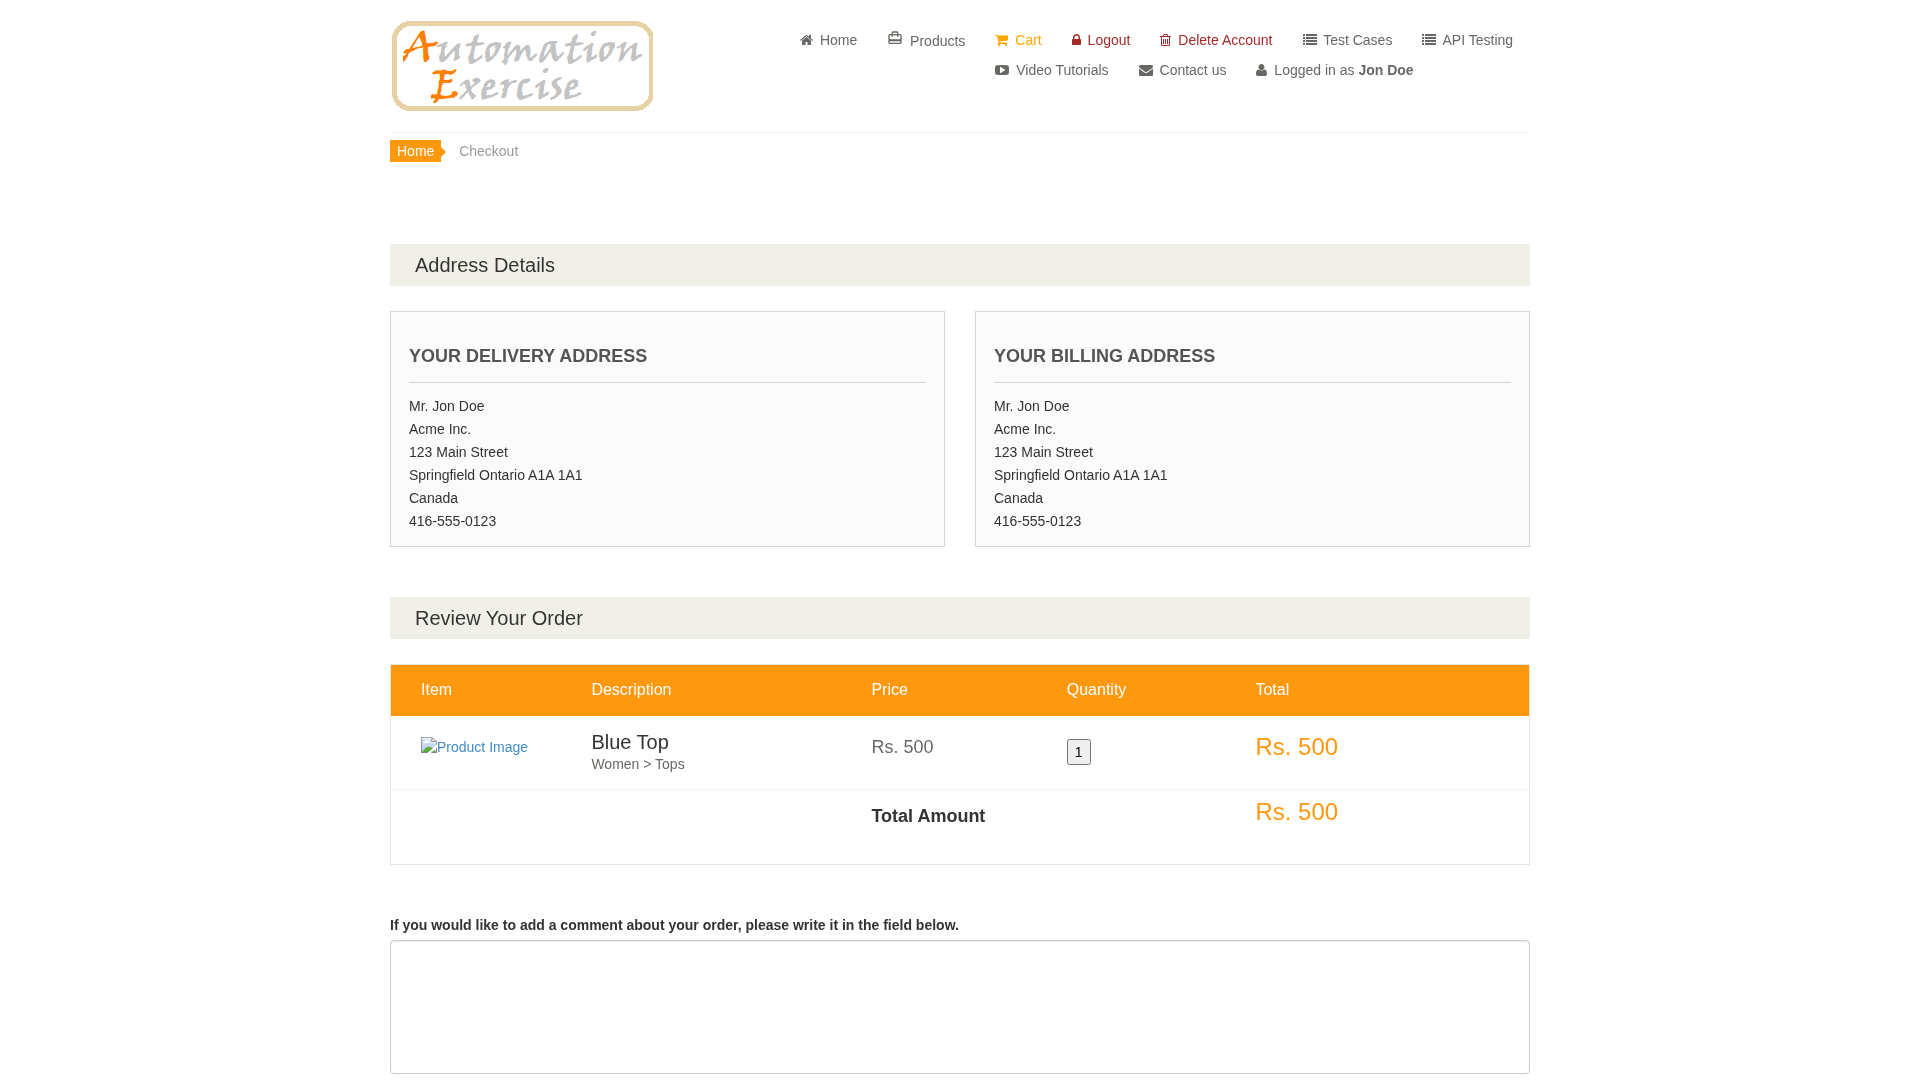 Automation
Exercise
Home
Products
Cart
Logout
Delete Account
Test Cases
API Testing
Video Tutorials
Contact us
Logged in as Jon Doe
Home
Checkout
Address Details
YOUR DELIVERY ADDRESS
Mr. Jon Doe
Acme Inc.
123 Main Street
Springfield Ontario A1A 1A1
Canada
416-555-0123
YOUR BILLING ADDRESS
Mr. Jon Doe
Acme Inc.
123 Main Street
Springfield Ontario A1A 1A1
Canada
416-555-0123
Review Your Order
Item Description Price Quantity Total
Product Image
Blue Top
Women > Tops
Rs. 500
1
Rs. 500
Total Amount
Rs. 500
If you would like to add a comment about your order, please write it in the field below.